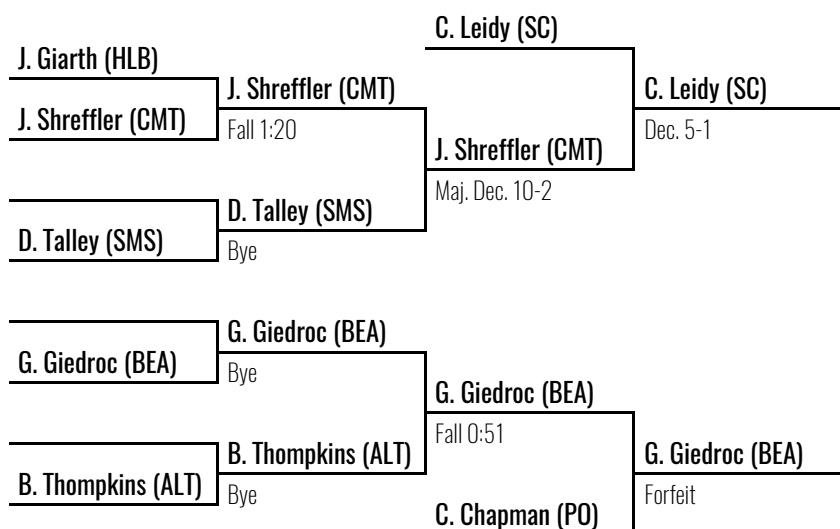 J. Giarth (HLB)
J. Shreffler (CMT)
D. Talley (SMS)
G. Giedroc (BEA)
B. Thompkins (ALT)
J. Shreffler (CMT)
Fall 1:20
D. Talley (SMS)
Bye
G. Giedroc (BEA)
Bye
B. Thompkins (ALT)
Bye
C. Leidy (SC)
J. Shreffler (CMT)
Maj. Dec. 10-2
G. Giedroc (BEA)
Fall 0:51
C. Chapman (PO)
C. Leidy (SC)
Dec. 5-1
G. Giedroc (BEA)
Forfeit